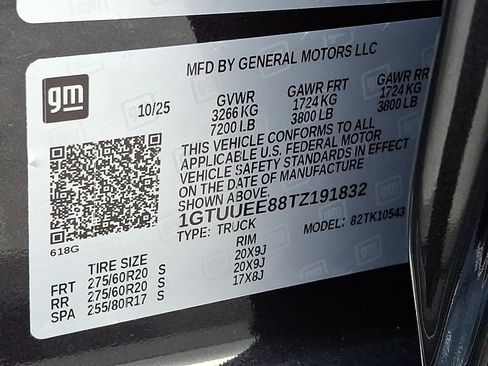 MFD BY GENERAL MOTORS LLC
gm
10/25 GVWR GAWR FRT GAWR RR
3266 KG 1724 KG 1724 KG
7200 LB 3800 LB 3800 LB
THIS VEHICLE CONFORMS TO ALL
APPLICABLE U.S. FEDERAL MOTOR
VEHICLE SAFETY STANDARDS IN EFFECT
ON THE DATE OF MANUFACTURE
SHOWN ABOVE.
1GTUUEE88TZ191832
618G TYPE: TRUCK MODEL: 82TK10543
TIRE SIZE RIM
FRT 275/60R20 S 20X9J
RR 275/60R20 S 20X9J
SPA 255/80R17 S 17X8J